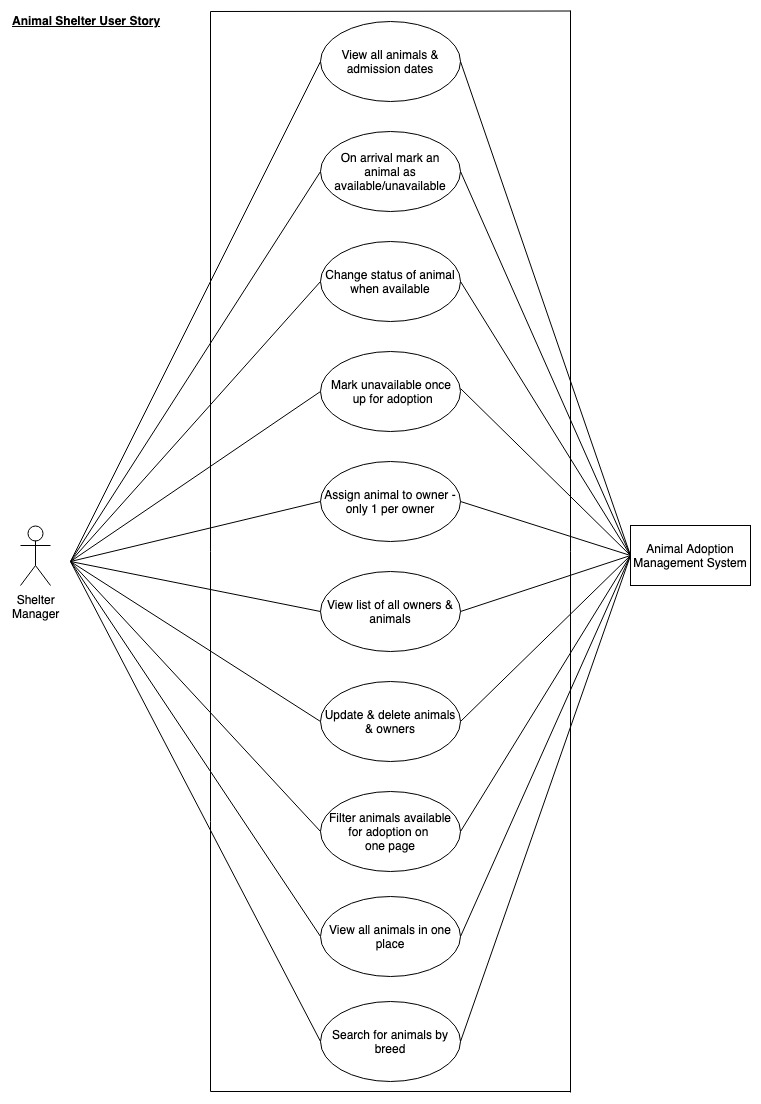 Animal Shelter User Story
View all animals &
admission dates
On arrival mark an
animal as
available/unavailable
Change status of animal
when available
Mark unavailable once
up for adoption
Assign animal to owner -
only 1 per owner
Shelter
Manager
Animal Adoption
Management System
View list of all owners &
animals
Update & delete animals
& owners
Filter animals available
for adoption on
one page
View all animals in one
place
Search for animals by
breed